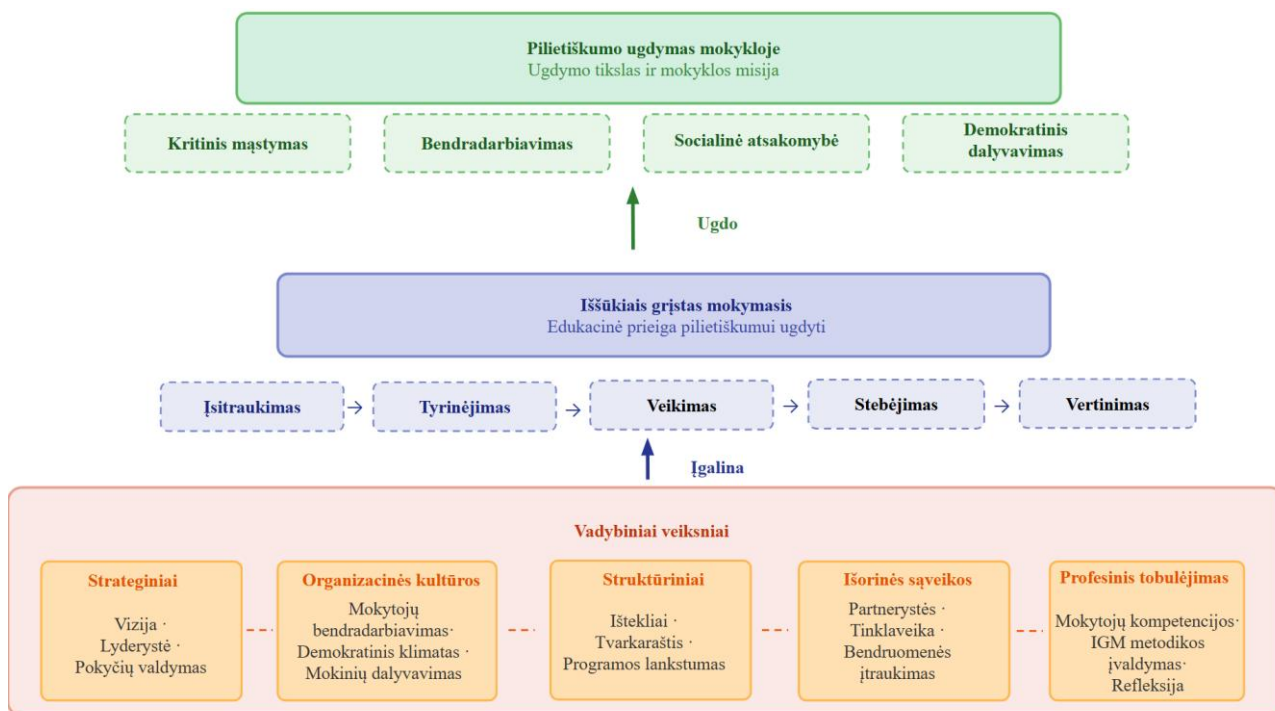 Pilietiškumo ugdymas mokykloje
Ugdymo tikslas ir mokyklos misija
Kritinis mąstymas
Bendradarbiavimas
Socialinė atsakomybė
Demokratinis
dalyvavimas
Ugdo
Iššūkiais grįstas mokymasis
Edukacinė prieiga pilietiškumui ugdyti
Įsitraukimas
Tyrinėjimas
Veikimas
Stebėjimas
Vertinimas
Įgalina
Vadybiniai veiksniai
Strateginiai
Vizija ·
Lyderystė ·
Pokyčių valdymas
Organizacinės kultūros
Mokytojų
bendradarbiavimas·
Demokratinis klimatas ·
Mokinių dalyvavimas
Struktūriniai
Ištekliai ·
Tvarkaraštis ·
Programos lankstumas
Išorinės sąveikos
Partnerystės ·
Tinklaveika ·
Bendruomenės
įtraukimas
Profesinis tobulėjimas
Mokytojų kompetencijos·
IGM metodikos
įvaldymas·
Refleksija